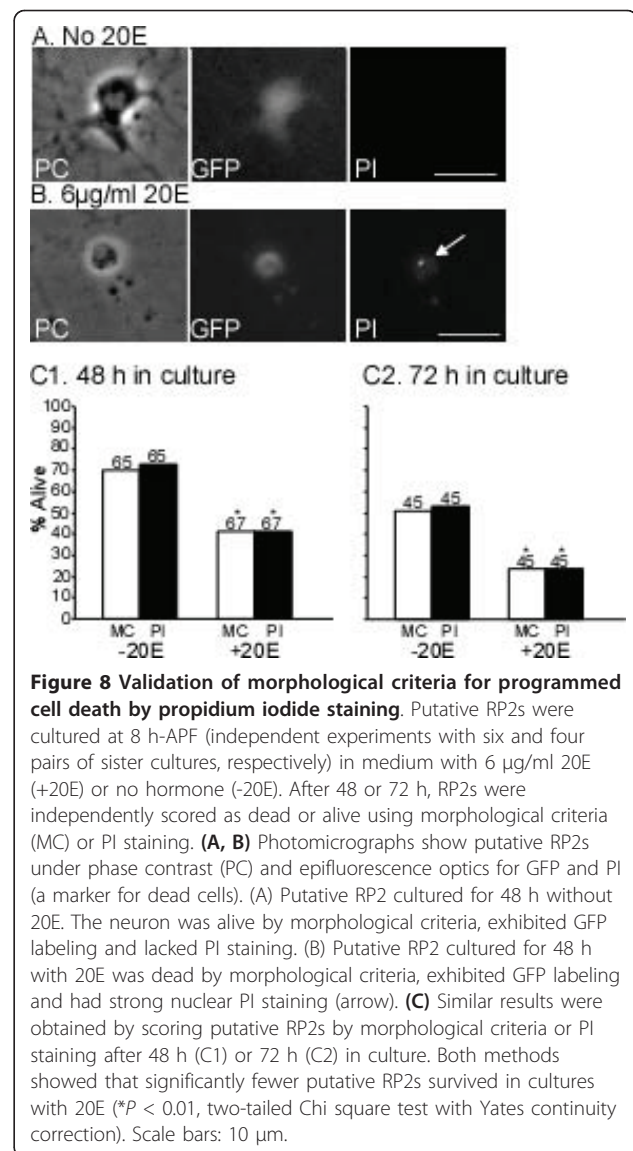 A. No 20E
PC GFP PI
B. 6µg/ml 20E
PC GFP PI
C1. 48 h in culture
% Alive
100
90
80
70
60
50
40
30
20
10
0
65 65
* *
67 67
MC PI MC PI
-20E +20E
C2. 72 h in culture
45 45
* *
45 45
MC PI MC PI
-20E +20E
Figure 8 Validation of morphological criteria for programmed
cell death by propidium iodide staining. Putative RP2s were
cultured at 8 h-APF (independent experiments with six and four
pairs of sister cultures, respectively) in medium with 6 µg/ml 20E
(+20E) or no hormone (-20E). After 48 or 72 h, RP2s were
independently scored as dead or alive using morphological criteria
(MC) or PI staining. (A, B) Photomicrographs show putative RP2s
under phase contrast (PC) and epifluorescence optics for GFP and PI
(a marker for dead cells). (A) Putative RP2 cultured for 48 h without
20E. The neuron was alive by morphological criteria, exhibited GFP
labeling and lacked PI staining. (B) Putative RP2 cultured for 48 h
with 20E was dead by morphological criteria, exhibited GFP labeling
and had strong nuclear PI staining (arrow). (C) Similar results were
obtained by scoring putative RP2s by morphological criteria or PI
staining after 48 h (C1) or 72 h (C2) in culture. Both methods
showed that significantly fewer putative RP2s survived in cultures
with 20E (*P < 0.01, two-tailed Chi square test with Yates continuity
correction). Scale bars: 10 µm.